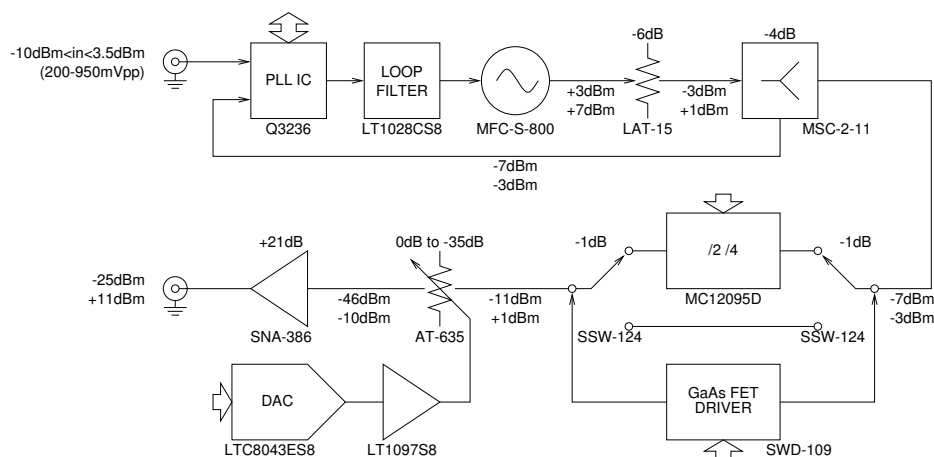 -10dBm<in<3.5dBm
(200-950mVpp)
PLL IC
Q3236
LOOP
FILTER
LT1028CS8
MFC-S-800
+3dBm
+7dBm
-6dB
LAT-15
-3dBm
+1dBm
-4dB
MSC-2-11
-7dBm
-3dBm
-25dBm
+11dBm
+21dB
SNA-386
-46dBm
-10dBm
0dB to -35dB
AT-635
-11dBm
+1dBm
-1dB
/2 /4
MC12095D
-1dB
-7dBm
-3dBm
SSW-124
SSW-124
DAC
LTC8043ES8
LT1097S8
GaAs FET
DRIVER
SWD-109